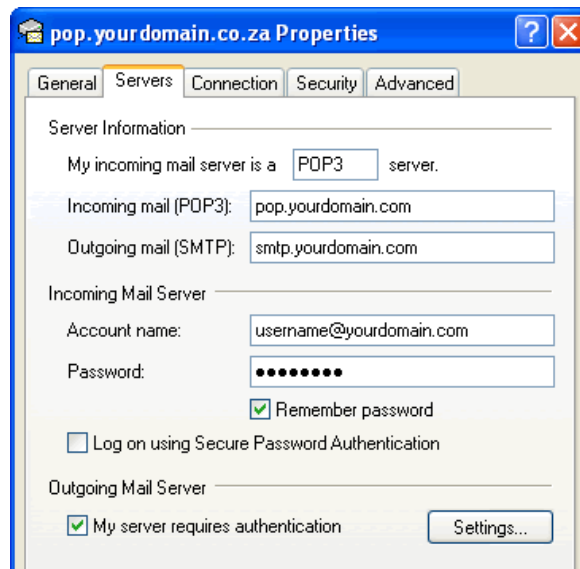 pop.yourdomain.co.za Properties
General Servers Connection Security Advanced
Server Information
My incoming mail server is a POP3 server.
Incoming mail (POP3): pop.yourdomain.com
Outgoing mail (SMTP): smtp.yourdomain.com
Incoming Mail Server
Account name: username@yourdomain.com
Password: ●●●●●●●●
Remember password
Log on using Secure Password Authentication
Outgoing Mail Server
My server requires authentication Settings...